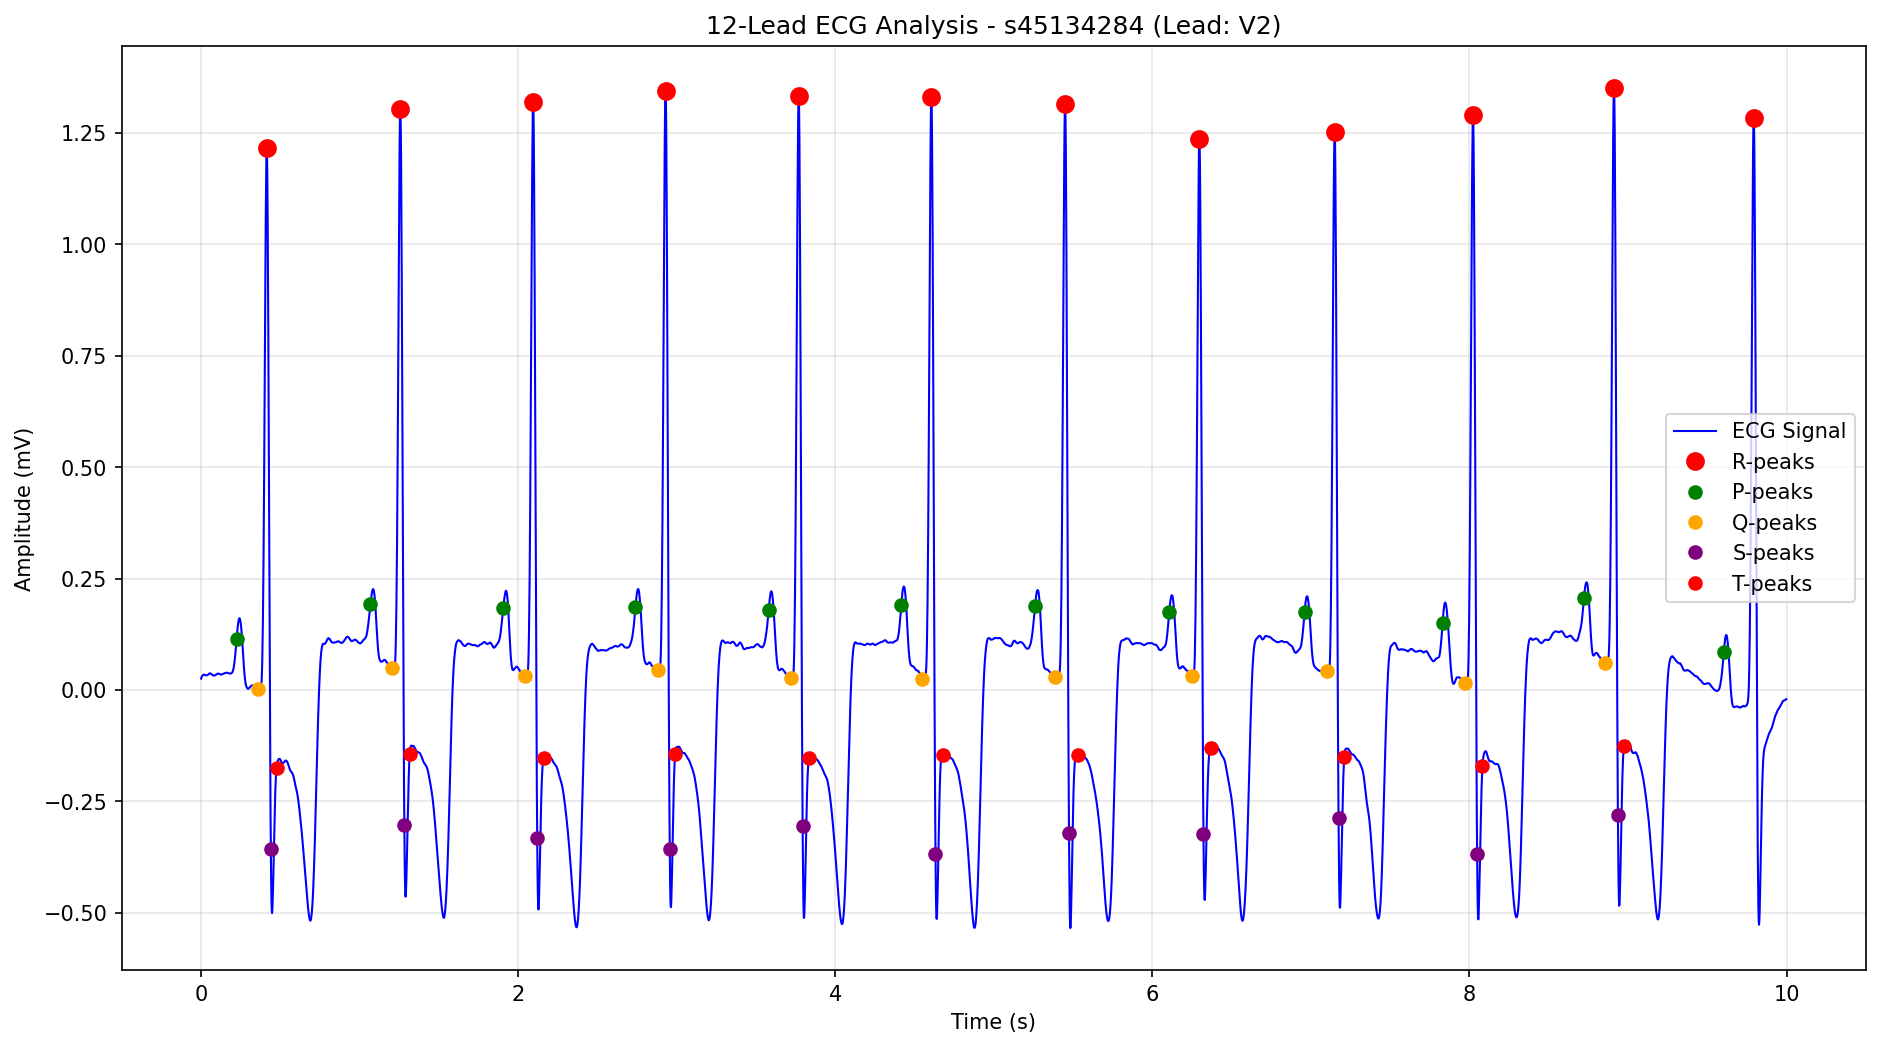 12-Lead ECG Analysis - s45134284 (Lead: V2)
Amplitude (mV)
1.25
1.00
0.75
0.50
0.25
0.00
−0.25
−0.50
ECG Signal
R-peaks
P-peaks
Q-peaks
S-peaks
T-peaks
0 2 4 6 8 10
Time (s)